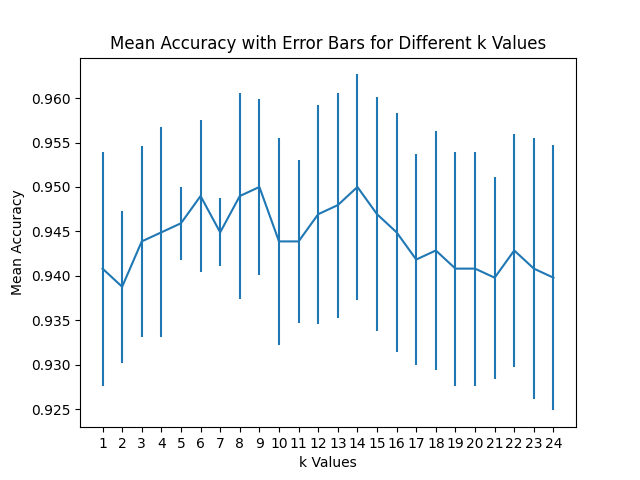 Mean Accuracy with Error Bars for Different k Values
0.960
0.955
0.950
0.945
0.940
0.935
0.930
0.925
Mean Accuracy
1 2 3 4 5 6 7 8 9 10 11 12 13 14 15 16 17 18 19 20 21 22 23 24
k Values